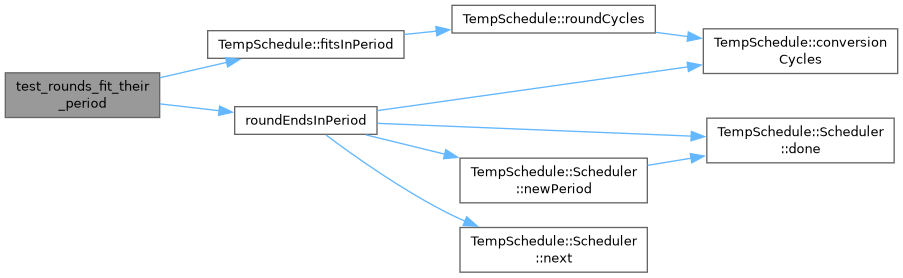 test_rounds_fit_their
_period
TempSchedule::fitsInPeriod
roundEndsInPeriod
TempSchedule::roundCycles
TempSchedule::Scheduler
::newPeriod
TempSchedule::Scheduler
::next
TempSchedule::conversion
Cycles
TempSchedule::Scheduler
::done